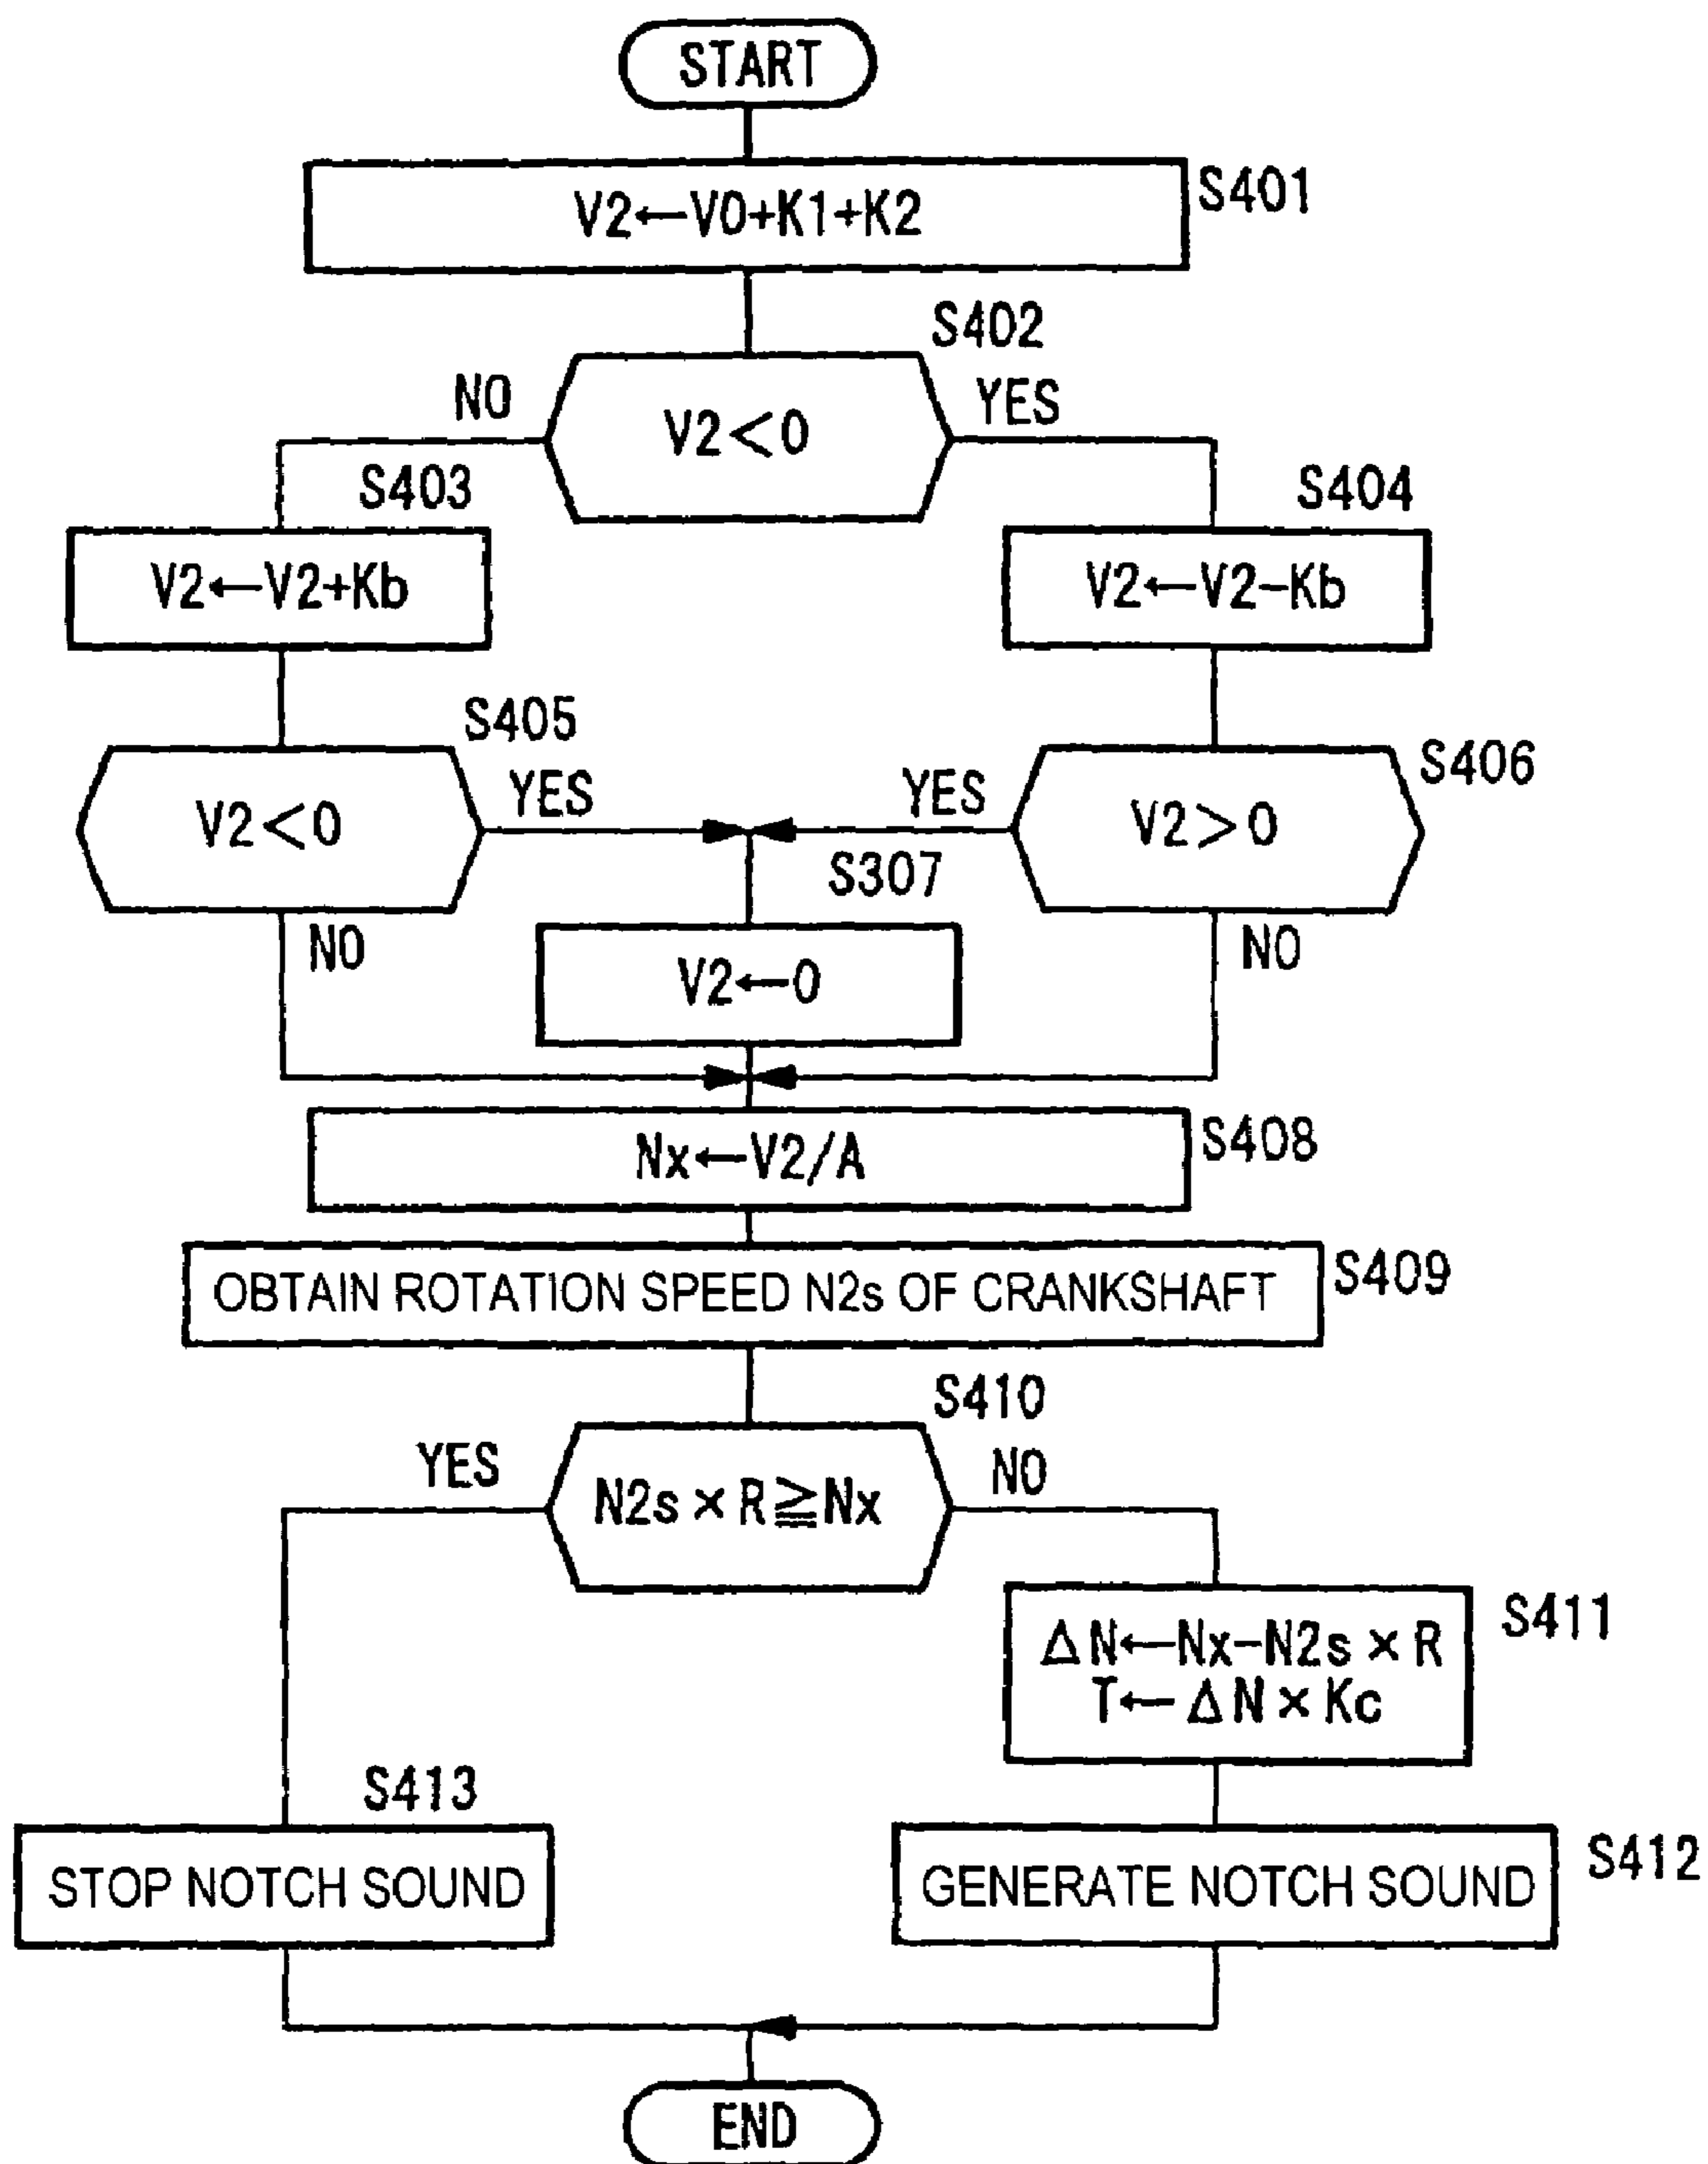 START
V2←V0+K1+K2
S401
S402
NO
YES
V2<0
S403
S404
V2←V2+Kb
V2←V2-Kb
S405
S406
V2<0
YES
YES
V2>0
S307
NO
NO
V2←0
Nx←V2/A
S408
OBTAIN ROTATION SPEED N2s OF CRANKSHAFT
S409
S410
YES
NO
N2s×R≧Nx
ΔN←Nx-N2s×R
T←ΔN×Kc
S411
S413
STOP NOTCH SOUND
GENERATE NOTCH SOUND
S412
END